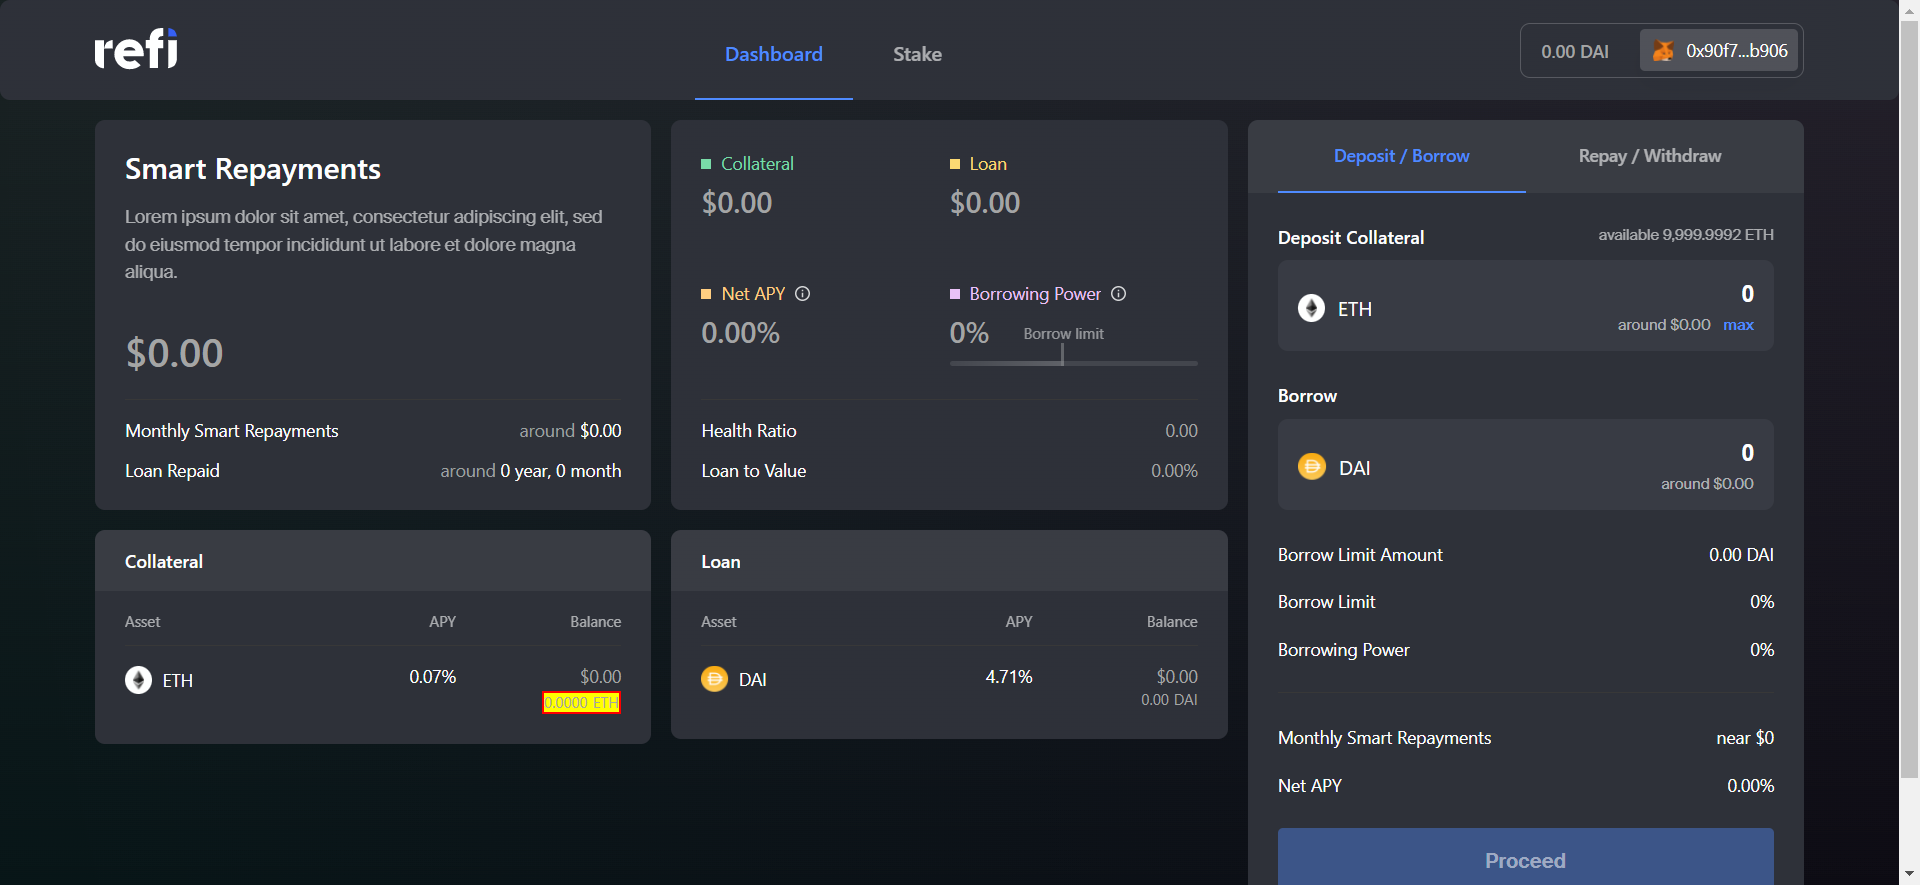 refi
Dashboard
Stake
0.00 DAI
0x90f7...b906
Smart Repayments
Lorem ipsum dolor sit amet, consectetur adipiscing elit, sed
do eiusmod tempor incididunt ut labore et dolore magna
aliqua.
$0.00
Monthly Smart Repayments around $0.00
Loan Repaid around 0 year, 0 month
Collateral
$0.00
Loan
$0.00
Net APY
0.00%
Borrowing Power
0% Borrow limit
Health Ratio 0.00
Loan to Value 0.00%
Collateral
Asset APY Balance
ETH 0.07% $0.00
0.0000 ETH
Loan
Asset APY Balance
DAI 4.71% $0.00
0.00 DAI
Deposit / Borrow
Repay / Withdraw
Deposit Collateral available 9,999.9992 ETH
ETH 0
around $0.00 max
Borrow
DAI 0
around $0.00
Borrow Limit Amount 0.00 DAI
Borrow Limit 0%
Borrowing Power 0%
Monthly Smart Repayments near $0
Net APY 0.00%
Proceed